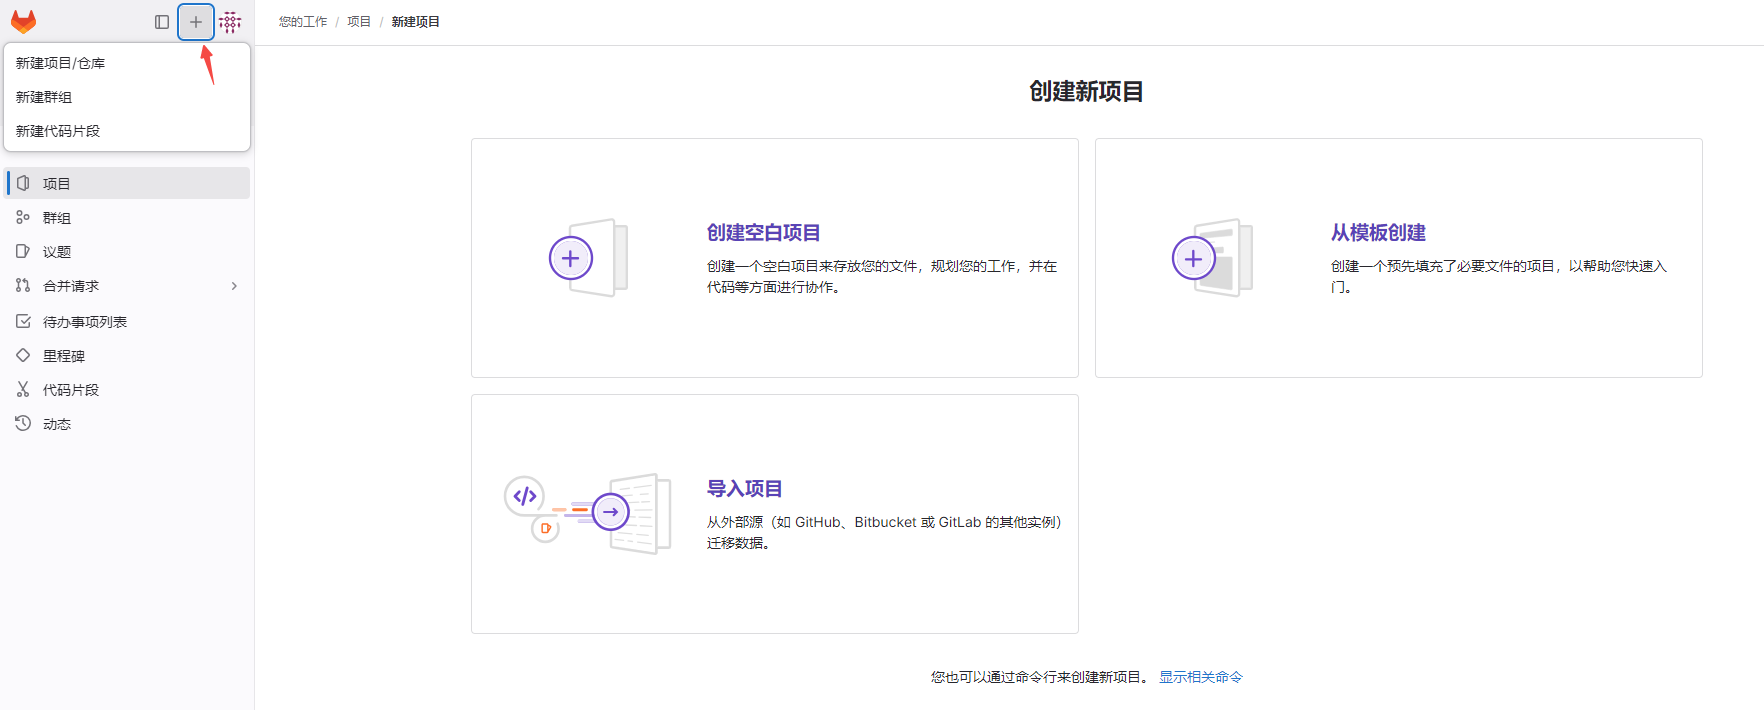 您的工作 / 项目 / 新建项目
新建项目/仓库
新建群组
新建代码片段
项目
群组
议题
合并请求
待办事项列表
里程碑
代码片段
动态
创建新项目
创建空白项目
创建一个空白项目来存放您的文件，规划您的工作，并在
代码等方面进行协作。
从模板创建
创建一个预先填充了必要文件的项目，以帮助您快速入
门。
导入项目
从外部源（如 GitHub、Bitbucket 或 GitLab 的其他实例）
迁移数据。
您也可以通过命令行来创建新项目。 显示相关命令